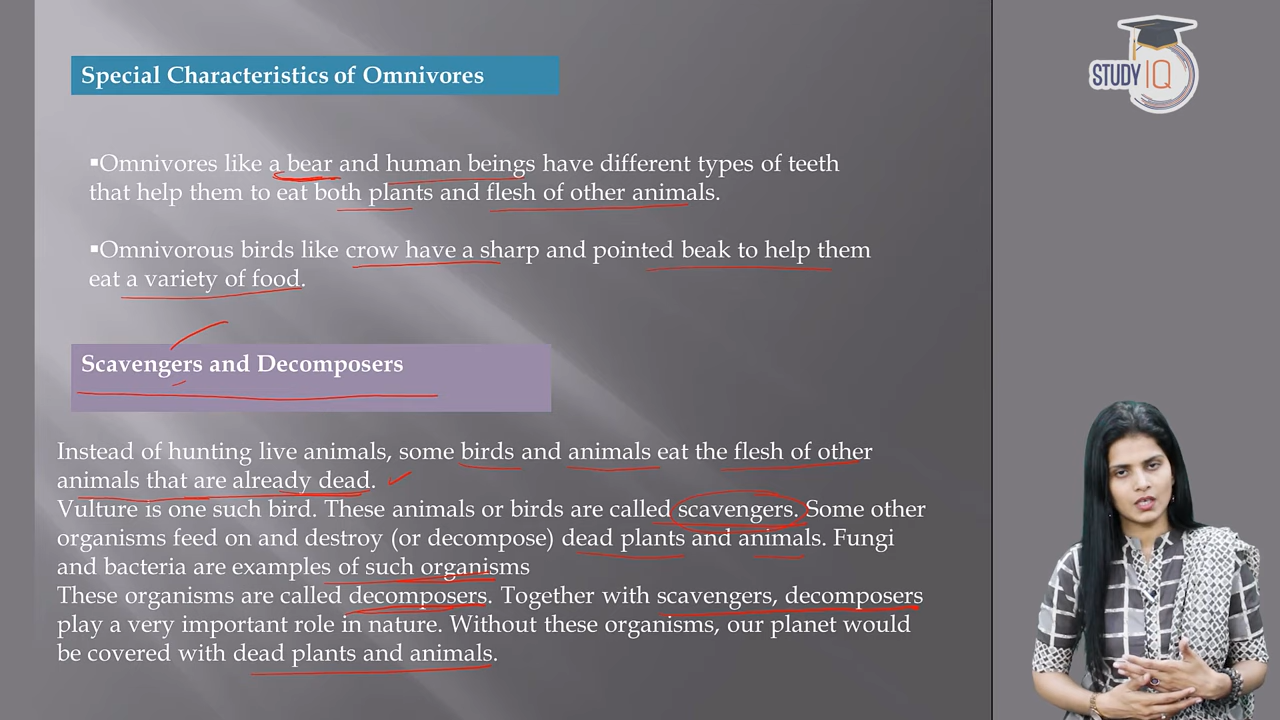 Special Characteristics of Omnivores
STUDY IQ
▪Omnivores like a bear and human beings have different types of teeth
that help them to eat both plants and flesh of other animals.
▪Omnivorous birds like crow have a sharp and pointed beak to help them
eat a variety of food.
Scavengers and Decomposers
Instead of hunting live animals, some birds and animals eat the flesh of other
animals that are already dead.
Vulture is one such bird. These animals or birds are called scavengers. Some other
organisms feed on and destroy (or decompose) dead plants and animals. Fungi
and bacteria are examples of such organisms
These organisms are called decomposers. Together with scavengers, decomposers
play a very important role in nature. Without these organisms, our planet would
be covered with dead plants and animals.